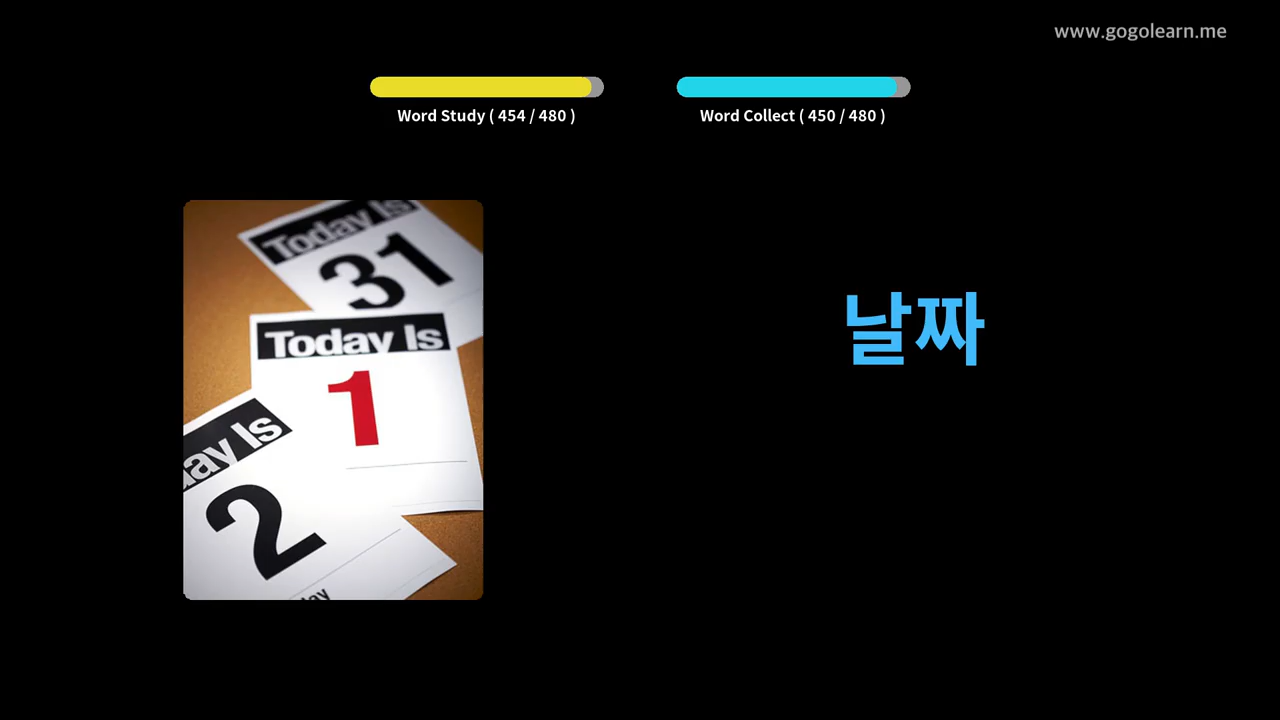 www.gogolearn.me
Word Study ( 454 / 480 )
Word Collect ( 450 / 480 )
Today Is
31
Today Is
1
ay Is
2
날짜